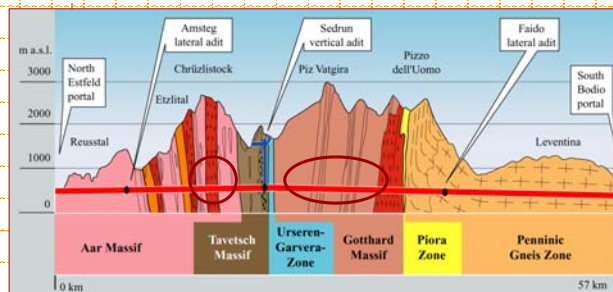 Amsteg
lateral adit
Sedrun
vertical adit
Faido
lateral adit
m a.s.l.
3000
2000
1000
0
North
Estfeld
portal
Chrüzlistock
Etzlital
Reusstal
Piz Vatgira
Pizzo
dell'Uomo
South
Bodio
portal
Leventina
Aar Massif
Tavetsch
Massif
Urseren-
Garvera-
Zone
Gotthard
Massif
Piora
Zone
Penninic
Gneis Zone
0 km
57 km